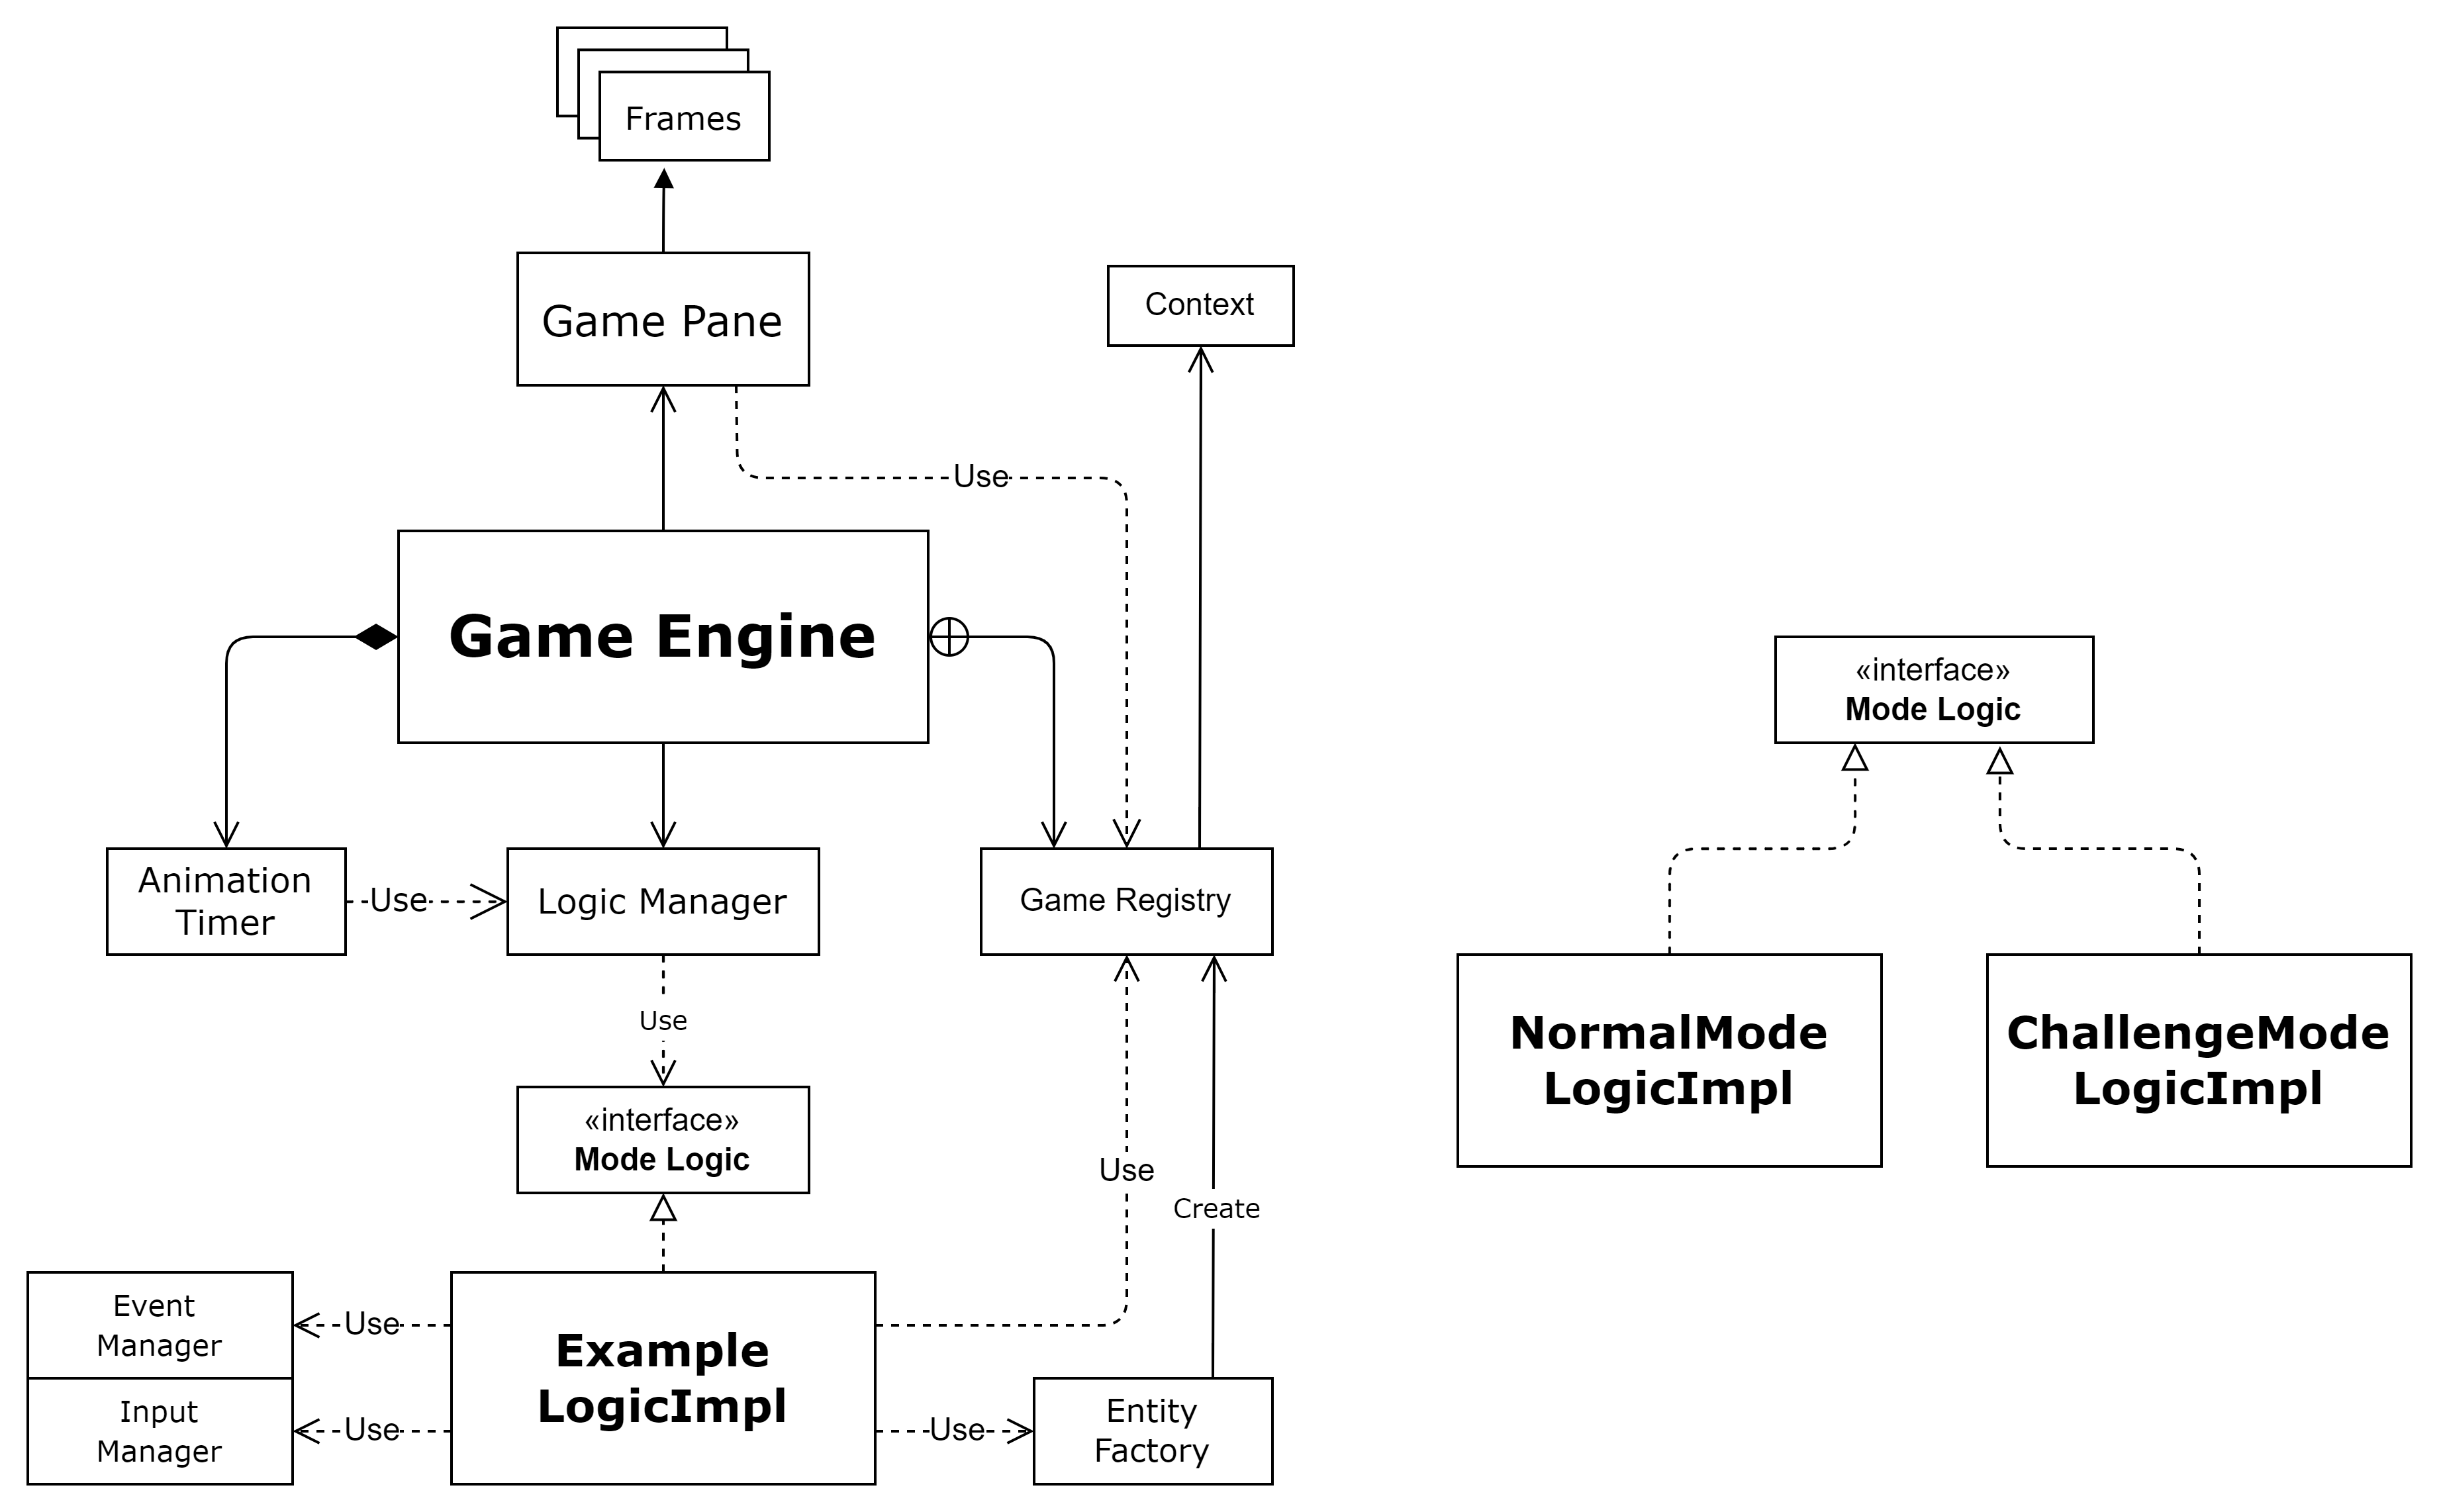 Frames
Game Pane
Context
Use
Game Engine
«interface»
Mode Logic
Animation
Timer
Use
Logic Manager
Game Registry
Use
NormalMode
LogicImpl
ChallengeMode
LogicImpl
«interface»
Mode Logic
Use
Create
Event
Manager
Use
Example
LogicImpl
Input
Manager
Use
Use
Entity
Factory